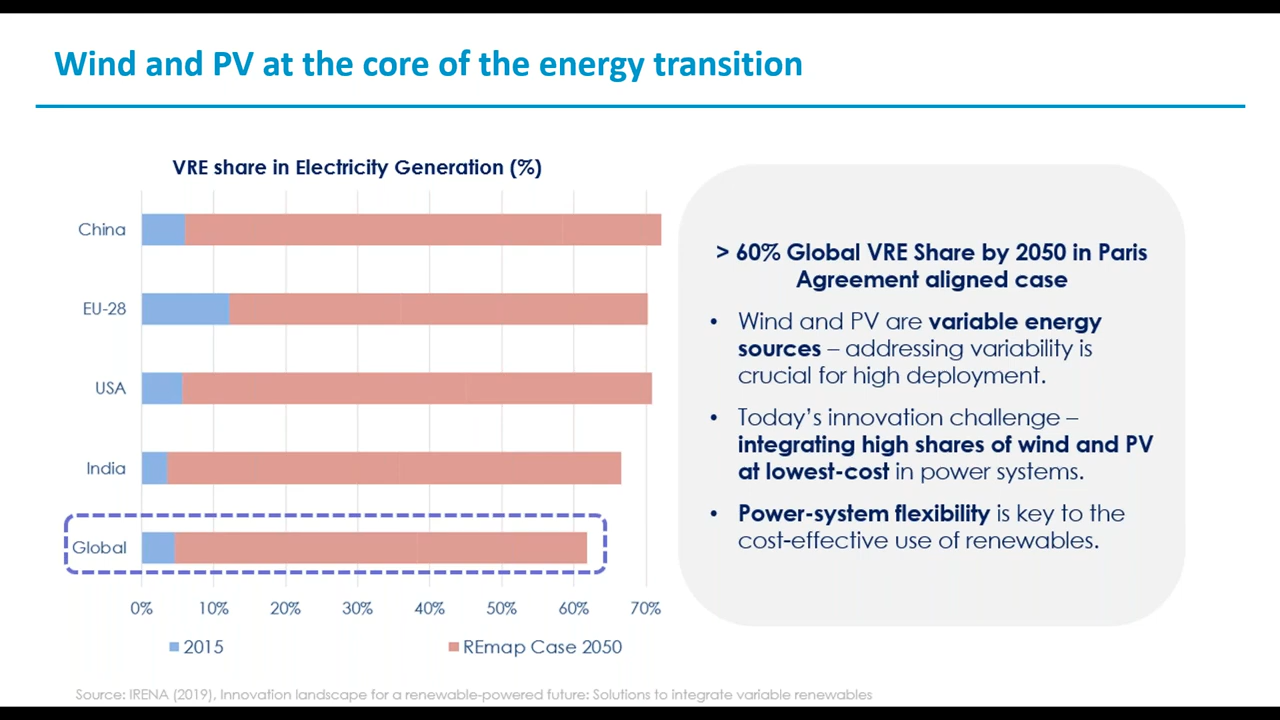 Wind and PV at the core of the energy transition
VRE share in Electricity Generation (%)
China
EU-28
USA
India
Global
0% 10% 20% 30% 40% 50% 60% 70%
2015 REmap Case 2050
> 60% Global VRE Share by 2050 in Paris
Agreement aligned case
• Wind and PV are variable energy
sources – addressing variability is
crucial for high deployment.
• Today's innovation challenge –
integrating high shares of wind and PV
at lowest-cost in power systems.
• Power-system flexibility is key to the
cost-effective use of renewables.
Source: IRENA (2019), Innovation landscape for a renewable-powered future: Solutions to integrate variable renewables